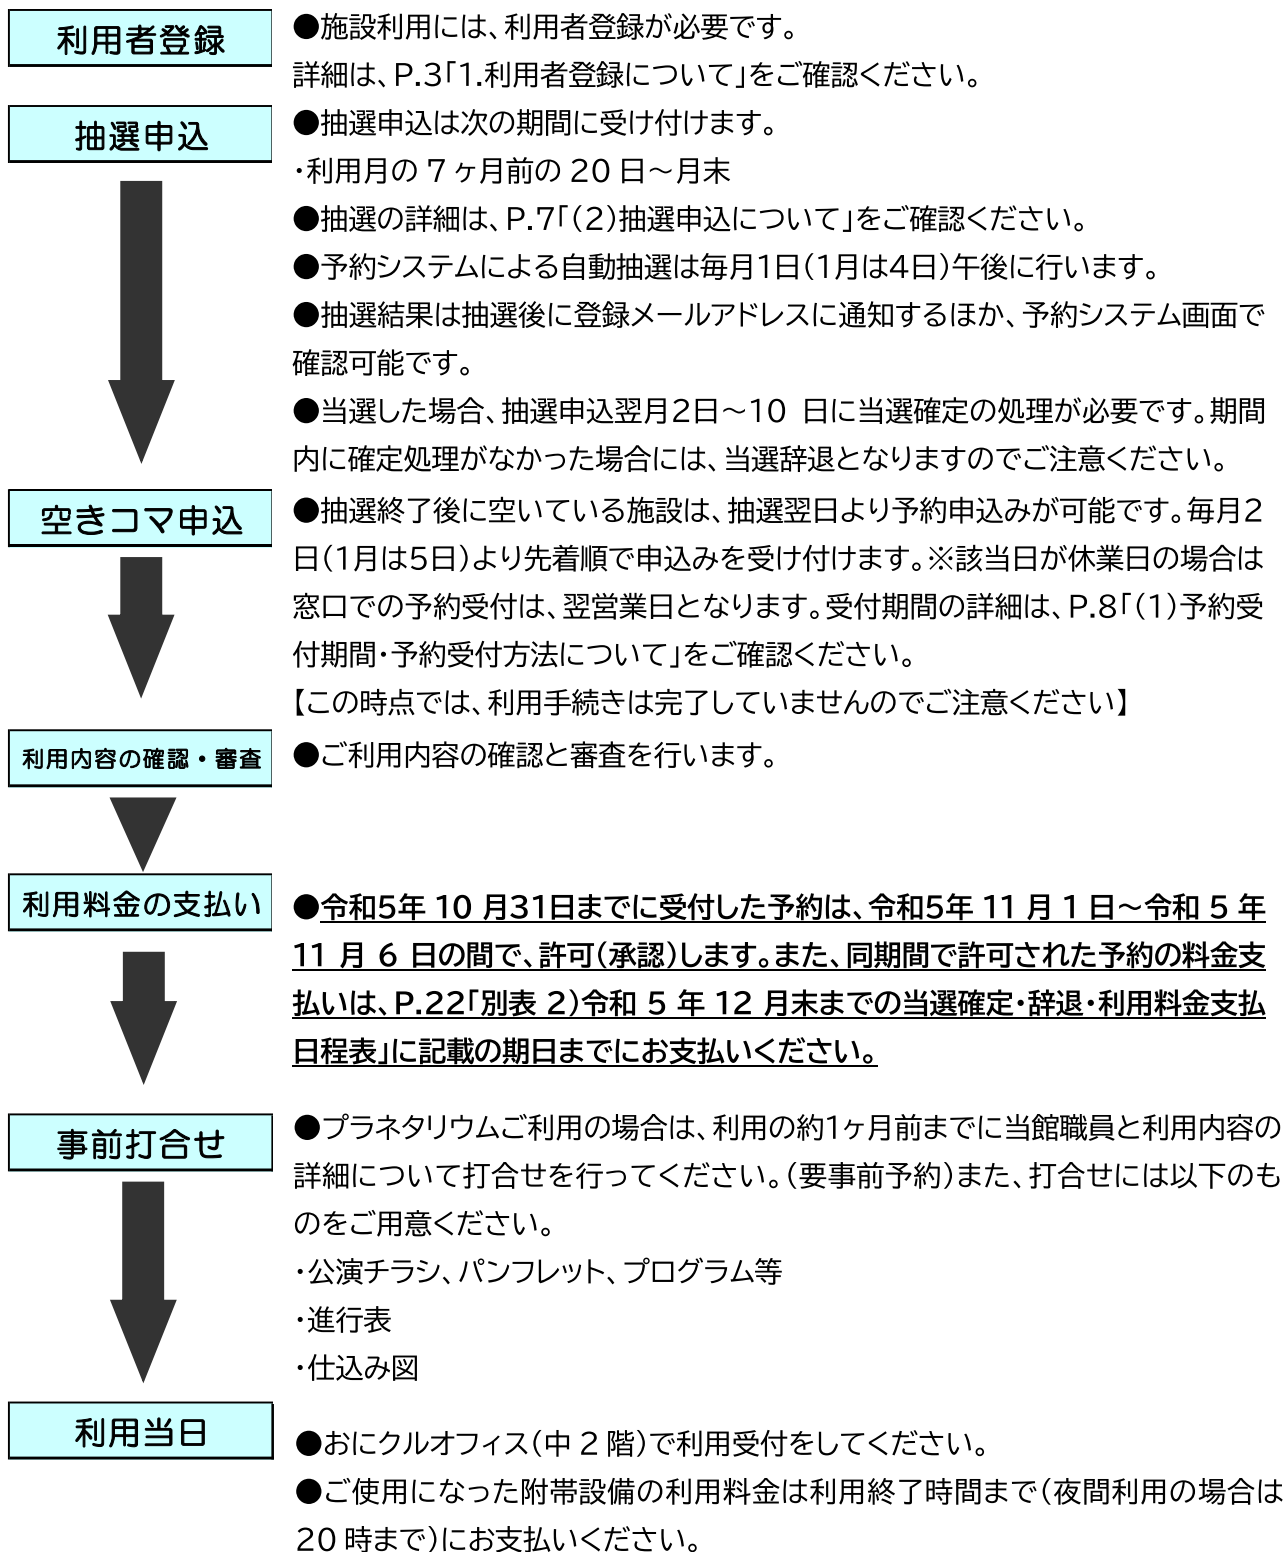 利用者登録
●施設利用には、利用者登録が必要です。
詳細は、P.3「1.利用者登録について」をご確認ください。
抽選申込
●抽選申込は次の期間に受け付けます。
・利用月の 7 ヶ月前の 20 日～月末
●抽選の詳細は、P.7「(2)抽選申込について」をご確認ください。
●予約システムによる自動抽選は毎月1日(1月は4日)午後に行います。
●抽選結果は抽選後に登録メールアドレスに通知するほか、予約システム画面で
確認可能です。
●当選した場合、抽選申込翌月2日～10 日に当選確定の処理が必要です。期間
内に確定処理がなかった場合には、当選辞退となりますのでご注意ください。
空きコマ申込
●抽選終了後に空いている施設は、抽選翌日より予約申込みが可能です。毎月2
日(1月は5日)より先着順で申込みを受け付けます。※該当日が休業日の場合は
窓口での予約受付は、翌営業日となります。受付期間の詳細は、P.8「(1)予約受
付期間・予約受付方法について」をご確認ください。
【この時点では、利用手続きは完了していませんのでご注意ください】
利用内容の確認・審査
●ご利用内容の確認と審査を行います。
利用料金の支払い
●令和5年 10 月31日までに受付した予約は、令和5年 11 月 1 日～令和 5 年
11 月 6 日の間で、許可(承認)します。また、同期間で許可された予約の料金支
払いは、P.22「別表 2)令和 5 年 12 月末までの当選確定・辞退・利用料金支払
日程表」に記載の期日までにお支払いください。
事前打合せ
●プラネタリウムご利用の場合は、利用の約1ヶ月前までに当館職員と利用内容の
詳細について打合せを行ってください。(要事前予約)また、打合せには以下のも
のをご用意ください。
・公演チラシ、パンフレット、プログラム等
・進行表
・仕込み図
利用当日
●おにクルオフィス(中 2 階)で利用受付をしてください。
●ご使用になった附帯設備の利用料金は利用終了時間まで(夜間利用の場合は
20 時まで)にお支払いください。